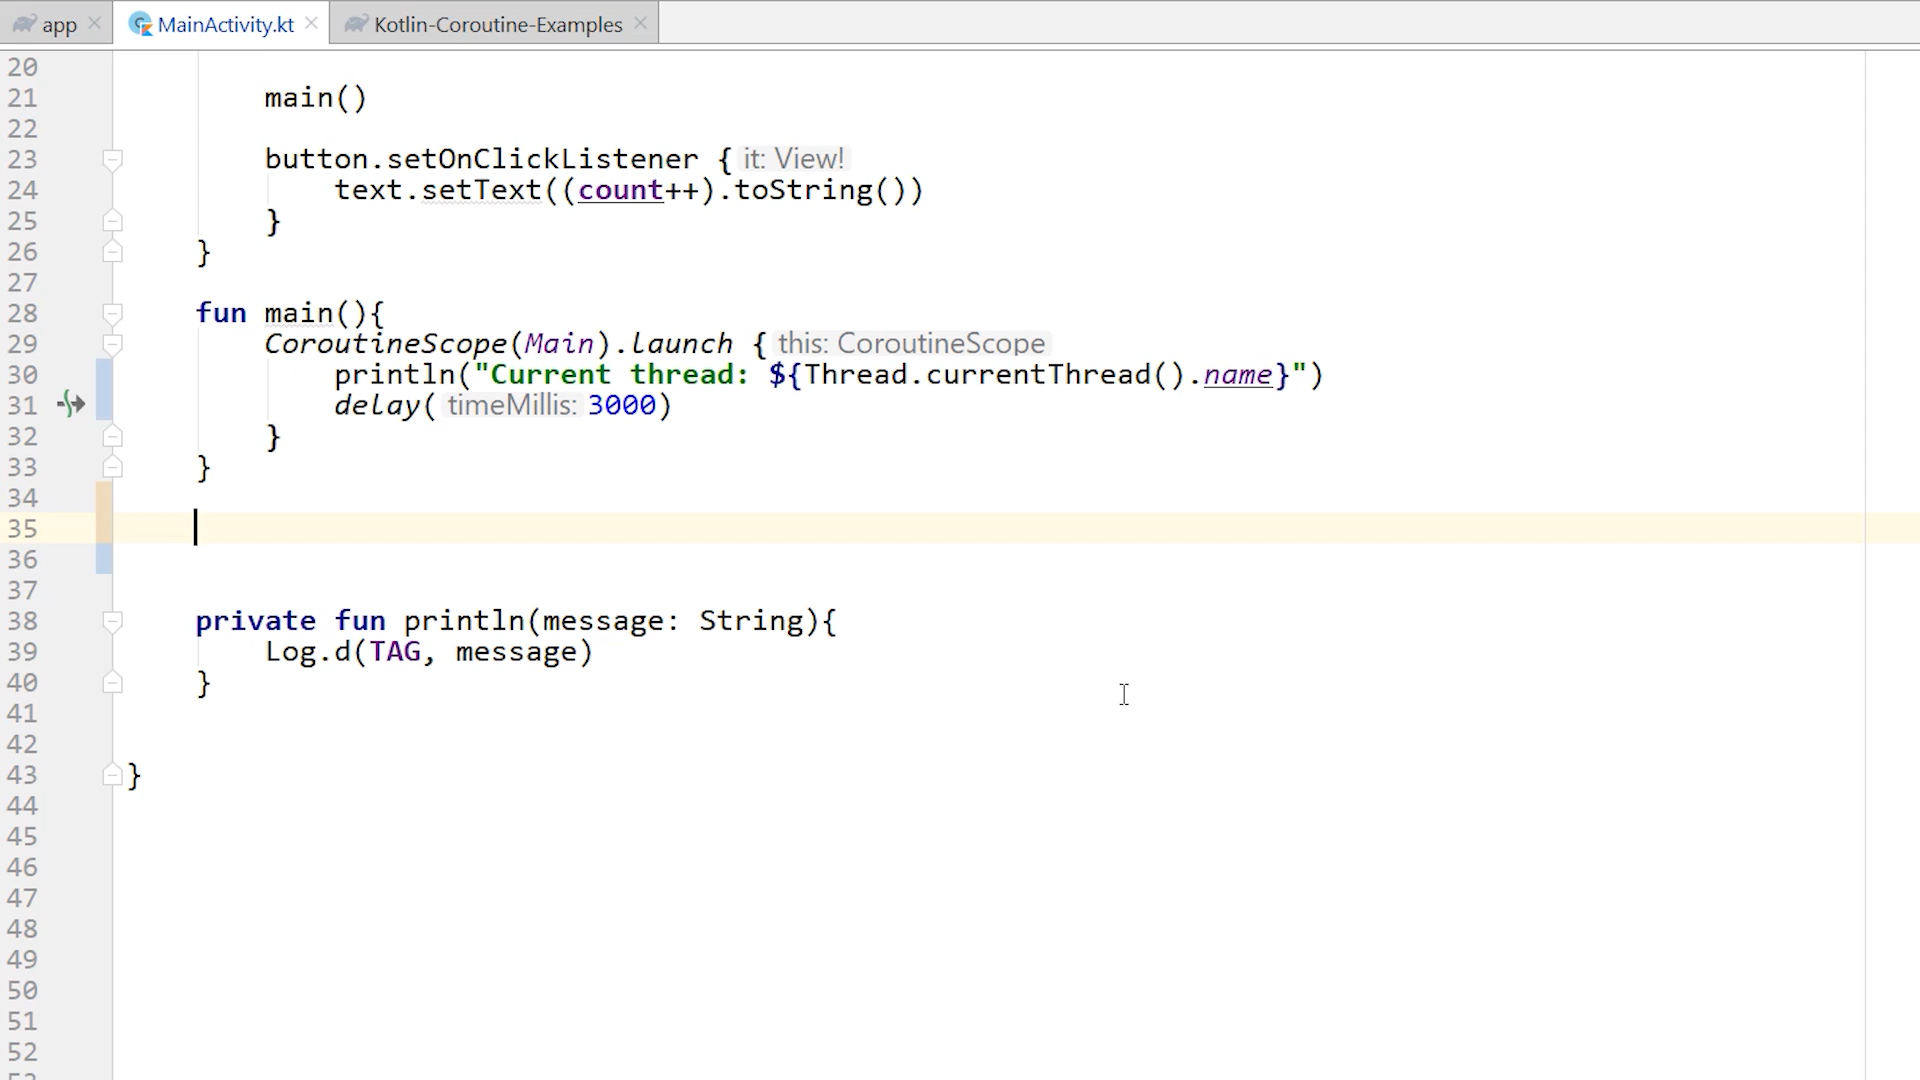 app MainActivity.kt Kotlin-Coroutine-Examples
20
21 main()
22
23 button.setOnClickListener { it: View!
24 text.setText((count++).toString())
25 }
26 }
27
28 fun main(){
29 CoroutineScope(Main).launch { this: CoroutineScope
30 println("Current thread: ${Thread.currentThread().name}")
31 delay( timeMillis: 3000)
32 }
33 }
34
35
36
37
38 private fun println(message: String){
39 Log.d(TAG, message)
40 }
41
42
43 }
44
45
46
47
48
49
50
51
52